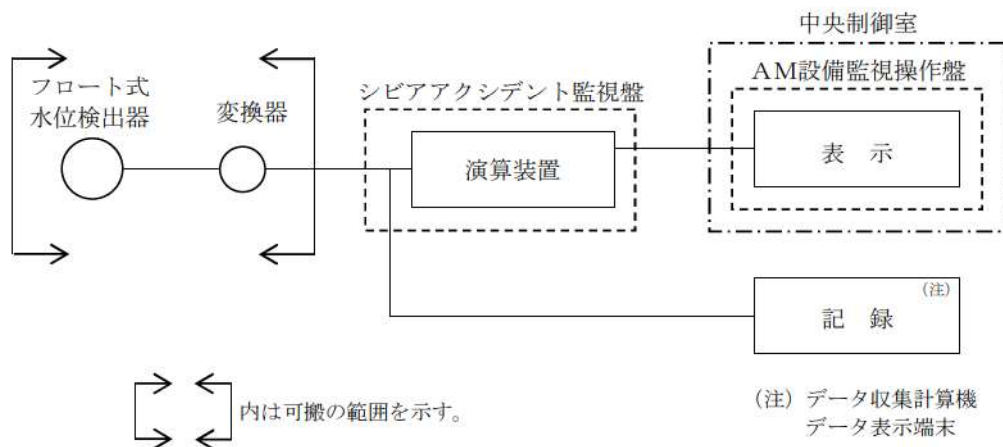 中央制御室
AM設備監視操作盤
シビアアクシデント監視盤
フロート式
水位検出器
変換器
演算装置
表 示
(注)
記 録
内は可搬の範囲を示す。
(注) データ収集計算機
データ表示端末